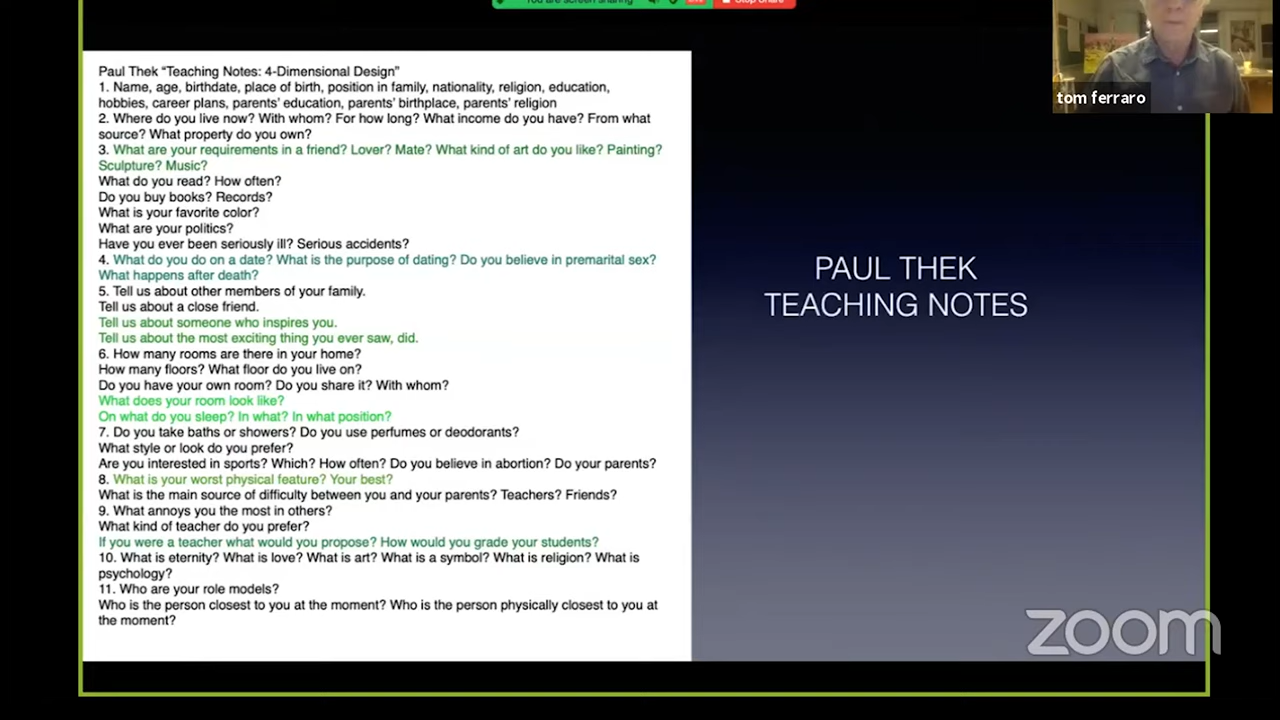 You are screen sharing
Stop Share
tom ferraro
Paul Thek “Teaching Notes: 4-Dimensional Design”
1. Name, age, birthdate, place of birth, position in family, nationality, religion, education,
hobbies, career plans, parents’ education, parents’ birthplace, parents’ religion
2. Where do you live now? With whom? For how long? What income do you have? From what
source? What property do you own?
3. What are your requirements in a friend? Lover? Mate? What kind of art do you like? Painting?
Sculpture? Music?
What do you read? How often?
Do you buy books? Records?
What is your favorite color?
What are your politics?
Have you ever been seriously ill? Serious accidents?
4. What do you do on a date? What is the purpose of dating? Do you believe in premarital sex?
What happens after death?
5. Tell us about other members of your family.
Tell us about a close friend.
Tell us about someone who inspires you.
Tell us about the most exciting thing you ever saw, did.
6. How many rooms are there in your home?
How many floors? What floor do you live on?
Do you have your own room? Do you share it? With whom?
What does your room look like?
On what do you sleep? In what? In what position?
7. Do you take baths or showers? Do you use perfumes or deodorants?
What style or look do you prefer?
Are you interested in sports? Which? How often? Do you believe in abortion? Do your parents?
8. What is your worst physical feature? Your best?
What is the main source of difficulty between you and your parents? Teachers? Friends?
9. What annoys you the most in others?
What kind of teacher do you prefer?
If you were a teacher what would you propose? How would you grade your students?
10. What is eternity? What is love? What is art? What is a symbol? What is religion? What is
psychology?
11. Who are your role models?
Who is the person closest to you at the moment? Who is the person physically closest to you at
the moment?
PAUL THEK
TEACHING NOTES
zoom